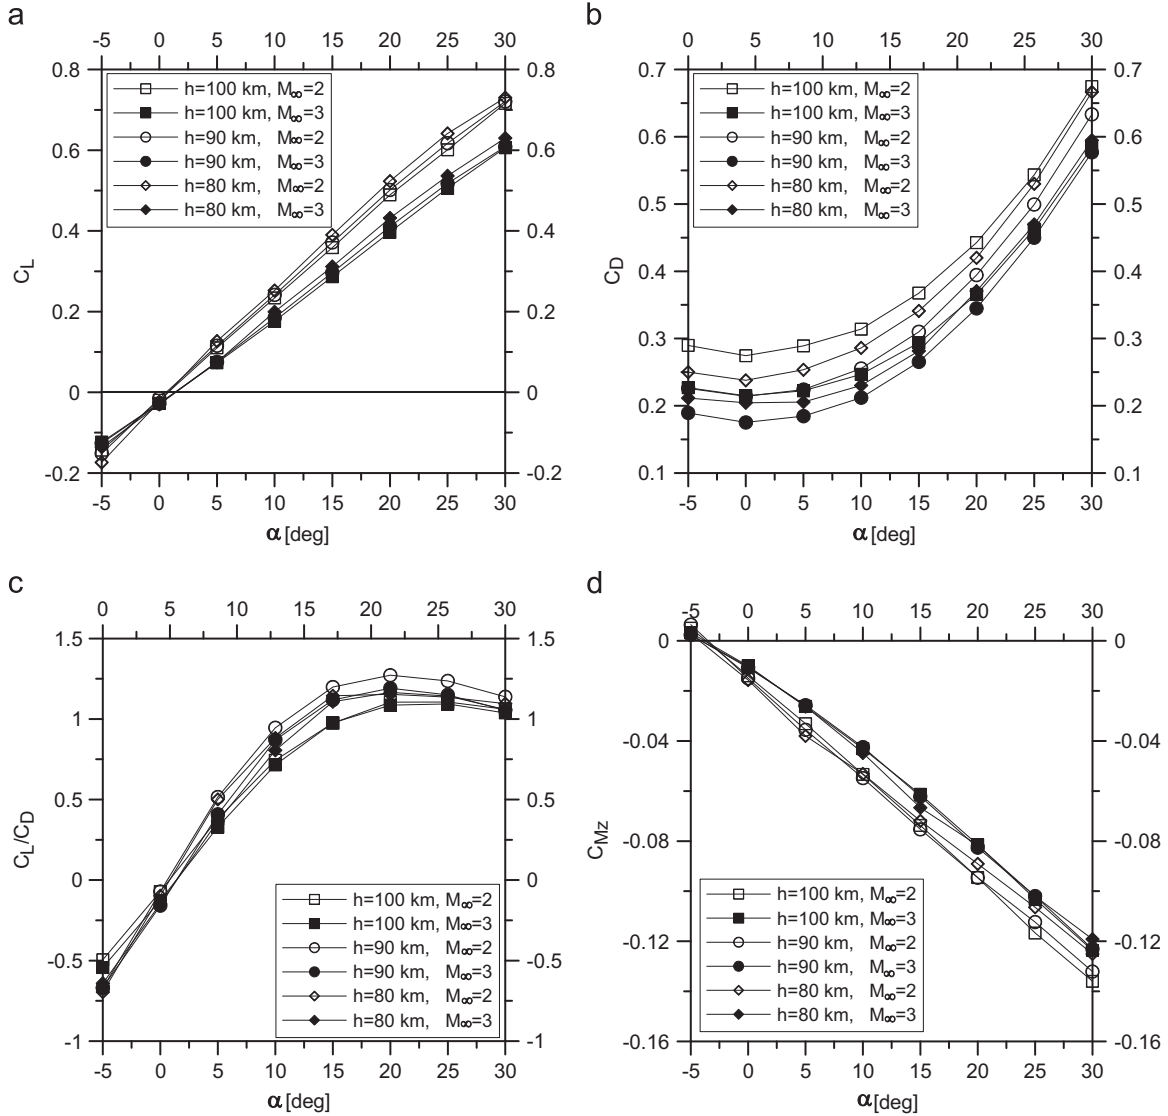 a
-5 0 5 10 15 20 25 30
0.8 0.8
h=100 km, M∞=2
h=100 km, M∞=3
h=90 km, M∞=2
h=90 km, M∞=3
h=80 km, M∞=2
h=80 km, M∞=3
0.6 0.6
0.4 0.4
C_L
0.2 0.2
0 0
-0.2 -0.2
-5 0 5 10 15 20 25 30
α [deg]
b
0 5 10 15 20 25 30
0.7 0.7
h=100 km, M∞=2
h=100 km, M∞=3
h=90 km, M∞=2
h=90 km, M∞=3
h=80 km, M∞=2
h=80 km, M∞=3
0.6 0.6
0.5 0.5
0.4 0.4
C_D
0.3 0.3
0.2 0.2
0.1 0.1
-5 0 5 10 15 20 25 30
α [deg]
c
0 5 10 15 20 25 30
1.5 1.5
1 1
0.5 0.5
C_L/C_D
0 0
-0.5 -0.5
-1 -1
h=100 km, M∞=2
h=100 km, M∞=3
h=90 km, M∞=2
h=90 km, M∞=3
h=80 km, M∞=2
h=80 km, M∞=3
-5 0 5 10 15 20 25 30
α [deg]
d
-5 0 5 10 15 20 25 30
0 0
-0.04 -0.04
-0.08 -0.08
C_Mz
-0.12 -0.12
-0.16 -0.16
h=100 km, M∞=2
h=100 km, M∞=3
h=90 km, M∞=2
h=90 km, M∞=3
h=80 km, M∞=2
h=80 km, M∞=3
-5 0 5 10 15 20 25 30
α [deg]